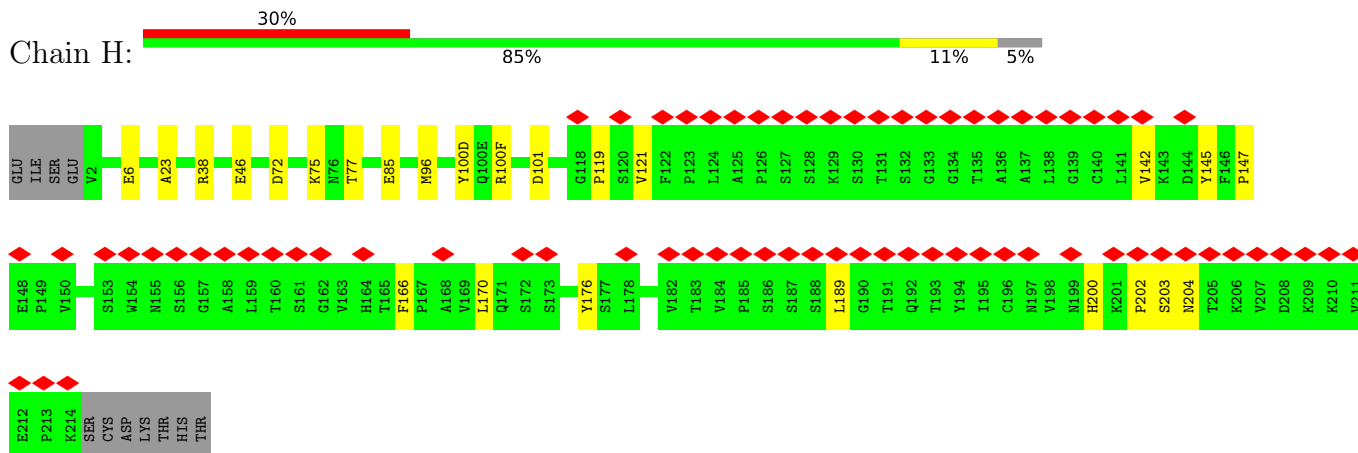 30%
Chain H:
85% 11% 5%
GLU ILE SER GLU V2 E6 A23 R38 E46 D72 K75 N76 T77 E85 M96 Y100D Q100E R100F D101 G118 P119 S120 V121 F122 P123 L124 A125 P126 S127 S128 K129 S130 T131 S132 G133 G134 T135 A136 A137 L138 G139 C140 L141 V142 K143 D144 Y145 F146 P147
E148 P149 V150 S153 W154 N155 S156 G157 A158 L159 T160 S161 G162 V163 H164 T165 F166 P167 A168 V169 L170 Q171 S172 S173 Y176 S177 L178 V182 T183 V184 P185 S186 S187 S188 L189 G190 T191 Q192 T193 Y194 I195 C196 N197 V198 N199 H200 K201 P202 S203 N204 T205 K206 V207 D208 K209 K210 V211
E212 P213 K214 SER CYS ASP LYS THR HIS THR